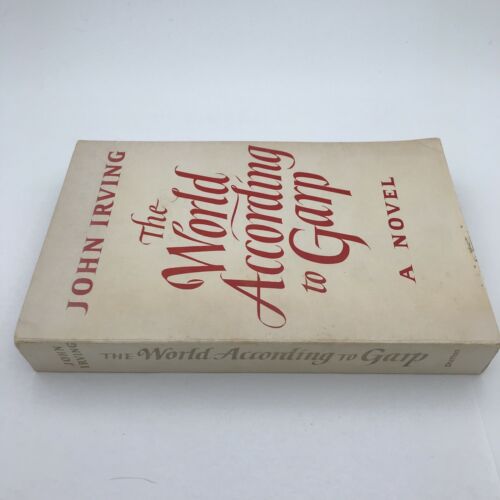 JOHN IRVING
The
World
According
to Garp
A NOVEL
JOHN
IRVING
THE World According TO Garp
Dutton